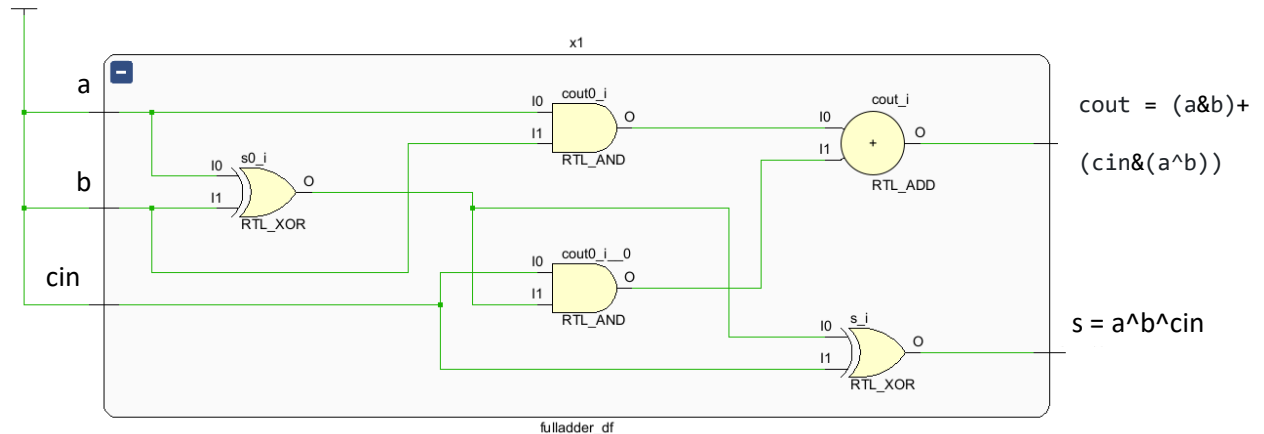 x1
a
cout0_i
cout_i
cout = (a&b)+
I0
O
I0
I1
O
I1
+
s0_i
RTL_AND
(cin&(a^b))
I0
O
RTL_ADD
b
I1
RTL_XOR
cout0_i__0
cin
I0
O
I1
RTL_AND
s_i
s = a^b^cin
I0
O
I1
RTL_XOR
fulladder_df